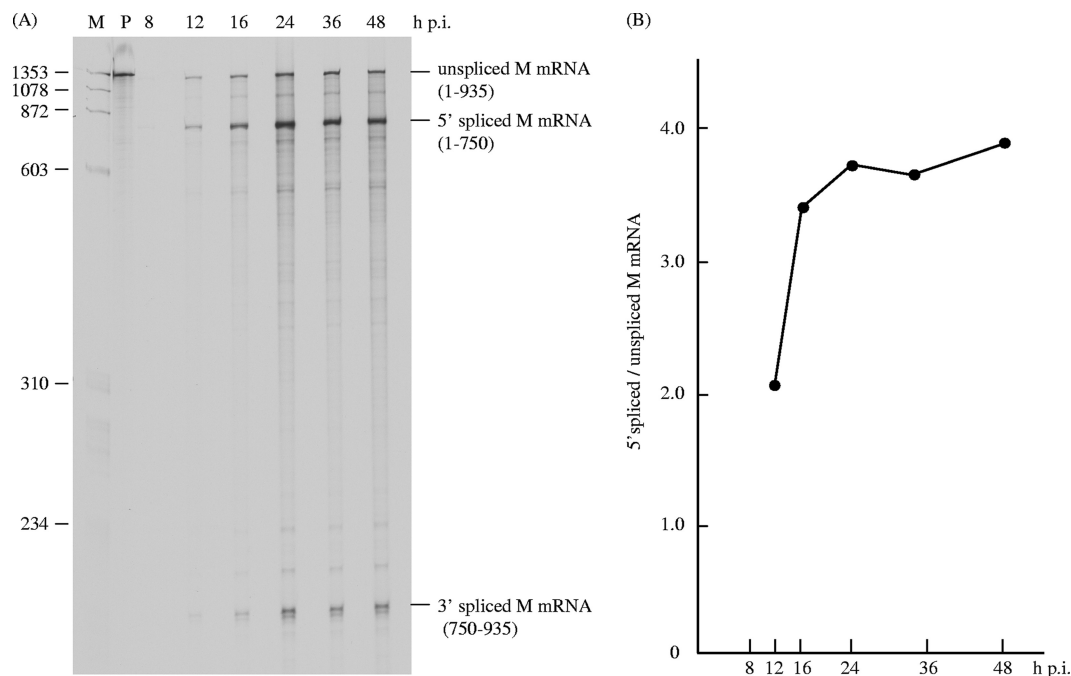 (A)
M P 8 12 16 24 36 48 h p.i.
1353
1078
872
603
310
234
unspliced M mRNA
(1-935)
5' spliced M mRNA
(1-750)
3' spliced M mRNA
(750-935)
(B)
5'spliced / unspliced M mRNA
4.0
3.0
2.0
1.0
0
8 12 16 24 36 48 h p.i.